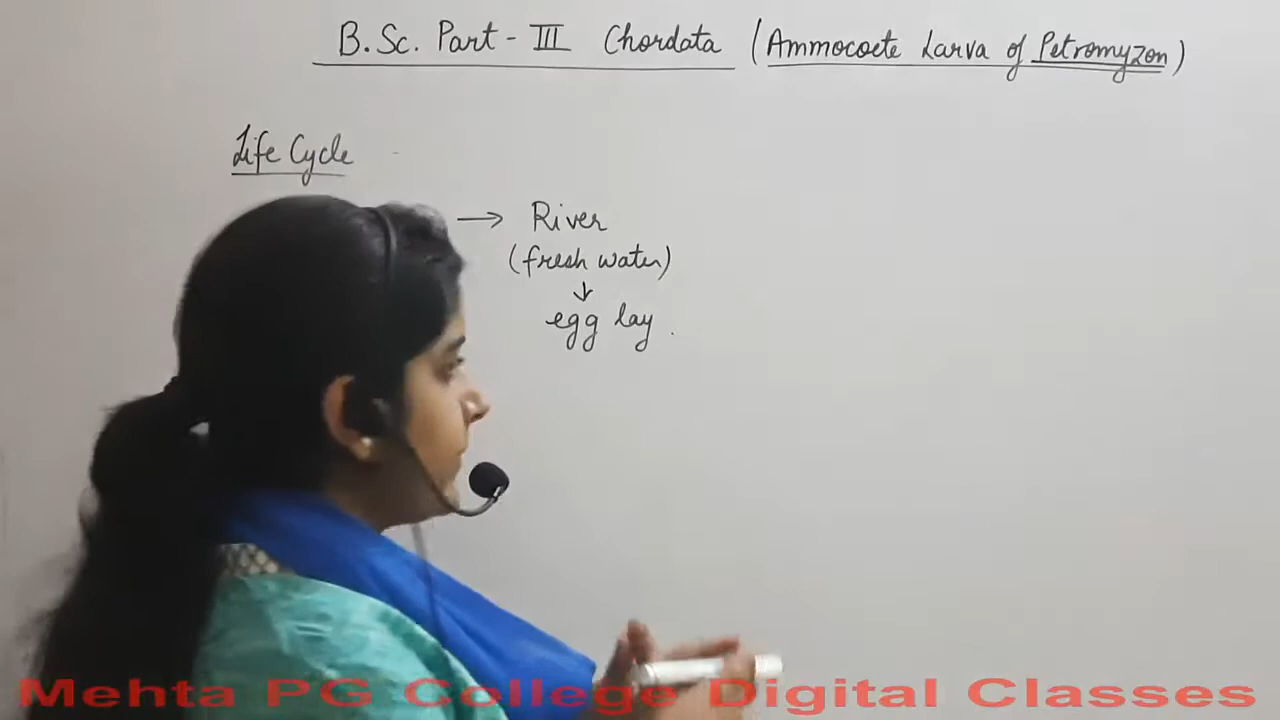 B.Sc. Part - III Chordata (Ammocoete Larva of Petromyzon)
Life Cycle
→ River
(fresh water)
↓
egg lay.
Mehta PG College Digital Classes